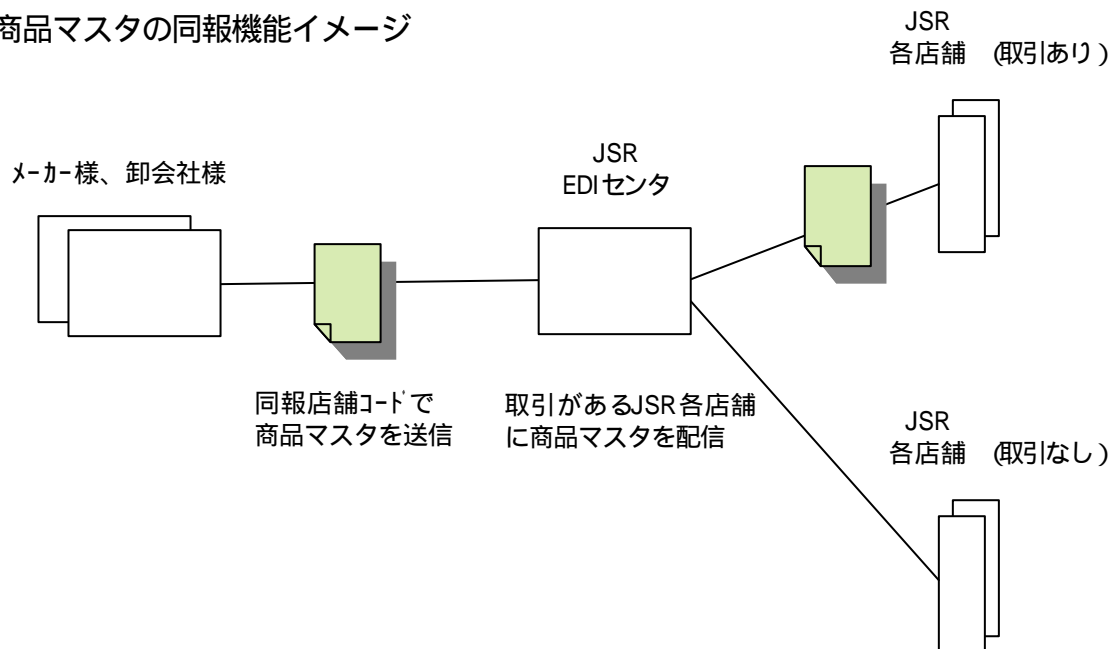 商品マスタの同報機能イメージ
JSR
各店舗 (取引あり)
メーカー様、卸会社様
JSR
EDIセンタ
同報店舗コードで
商品マスタを送信
取引があるJSR各店舗
に商品マスタを配信
JSR
各店舗 (取引なし)